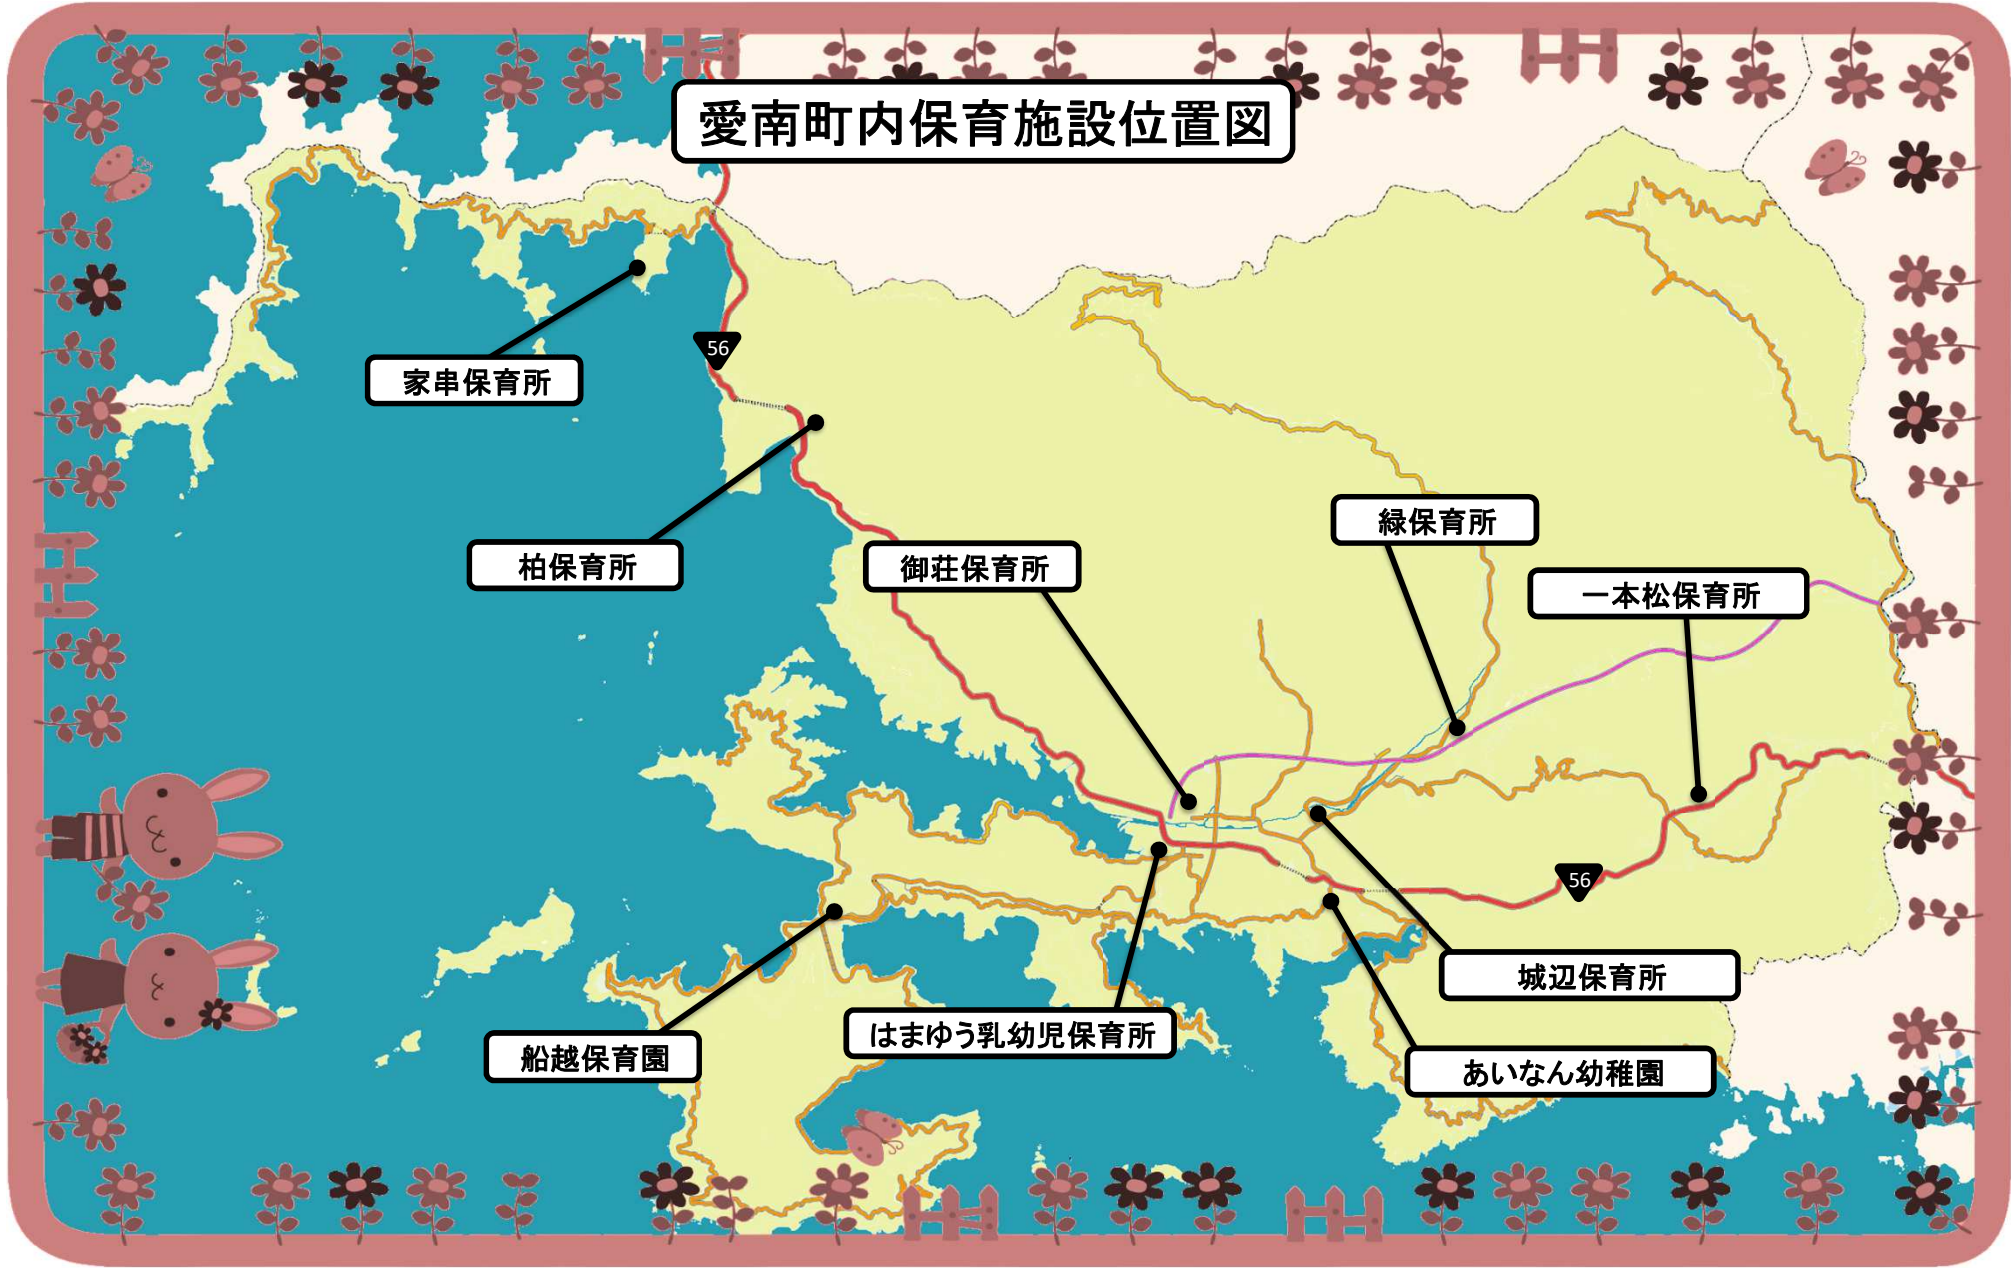 愛南町内保育施設位置図
56
家串保育所
柏保育所
緑保育所
御荘保育所
一本松保育所
56
城辺保育所
はまゆう乳幼児保育所
船越保育園
あいなん幼稚園